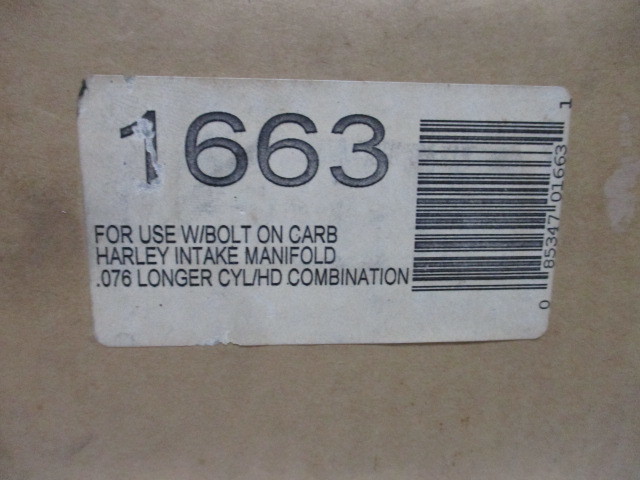 1663
FOR USE W/BOLT ON CARB
HARLEY INTAKE MANIFOLD
.076 LONGER CYL/HD COMBINATION
0 85347 01663 1